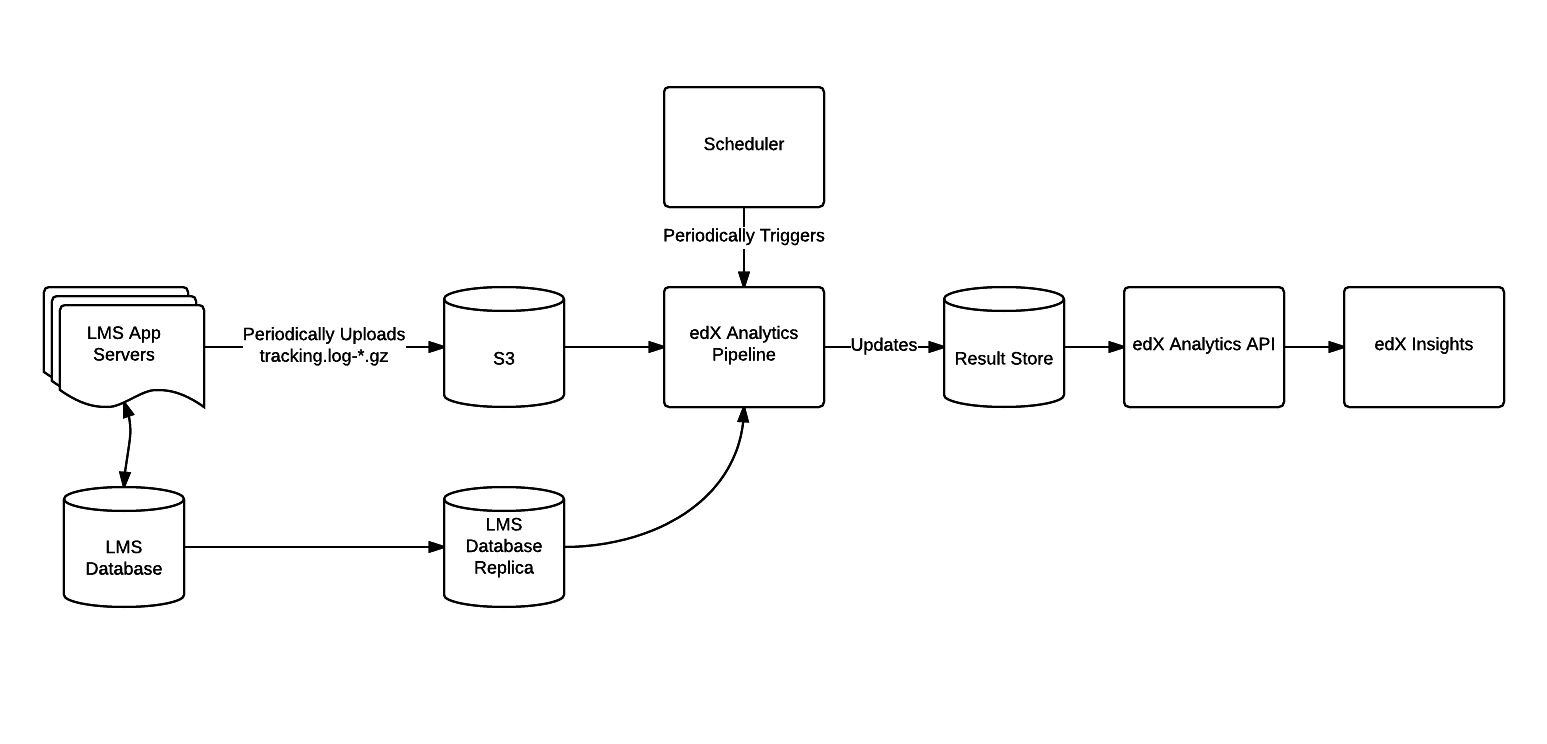 Scheduler
Periodically Triggers
LMS App
Servers
Periodically Uploads
tracking.log-*.gz
S3
edX Analytics
Pipeline
Updates
Result Store
edX Analytics API
edX Insights
LMS
Database
LMS
Database
Replica